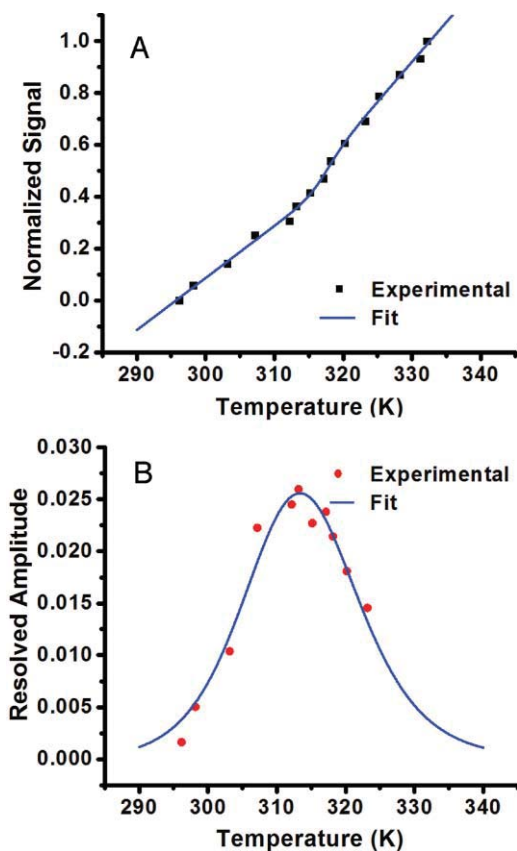 A
1.0
0.8
0.6
0.4
0.2
0.0
-0.2
Normalized Signal
Experimental
Fit
290 300 310 320 330 340
Temperature (K)
B
0.030
0.025
0.020
0.015
0.010
0.005
0.000
Resolved Amplitude
Experimental
Fit
290 300 310 320 330 340
Temperature (K)